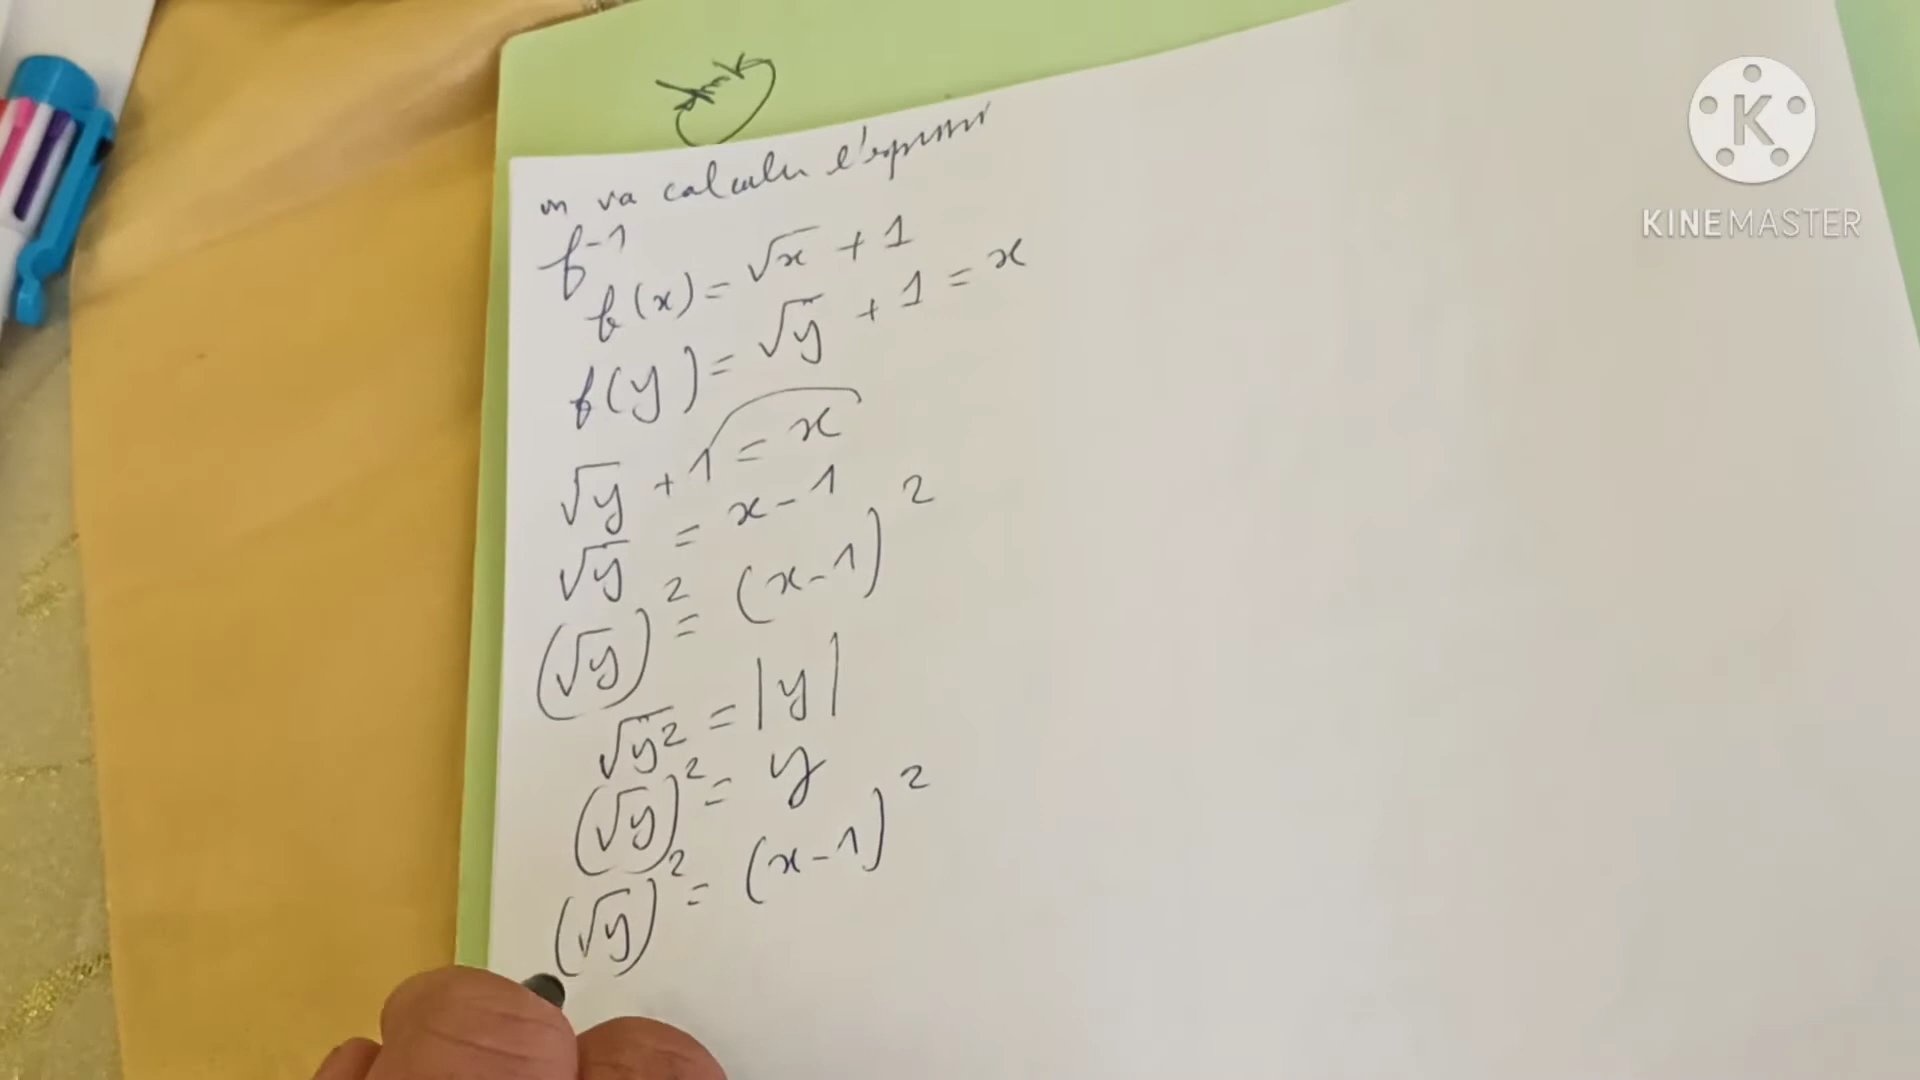 K
KINEMASTER
on va calculer l'expression
f-1
f(x) = √x + 1
f(y) = √y + 1 = x
√y + 1 = x
√y = x - 1
(√y)² = (x-1)²
√y² = |y|
(√y)² = y
(√y)² = (x-1)²